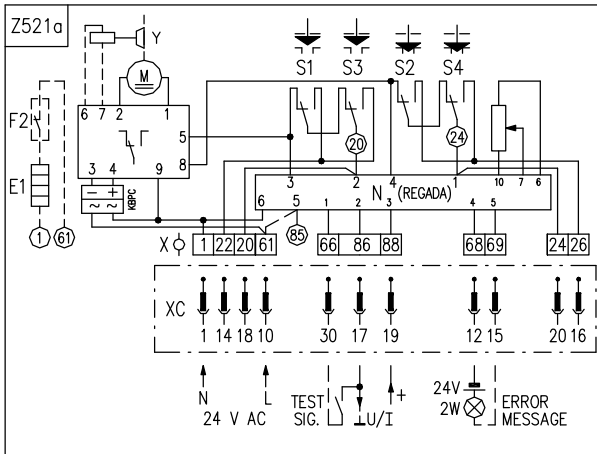 Z521a
Y
S1 S3 S2 S4
M
6 7 2 1
F2
5
20 24
8
E1
3 4 9
− +
~ ~
KBPC
3 2 4 1 10 7 6
N (REGADA)
6 5 1 2 3 4 5
1 61
85
X 1 22 20 61 66 86 88 68 69 24 26
XC
1 14 18 10 30 17 19 12 15 20 16
N L
24 V AC
TEST
SIG.
U/I
+
24V
2W
ERROR
MESSAGE